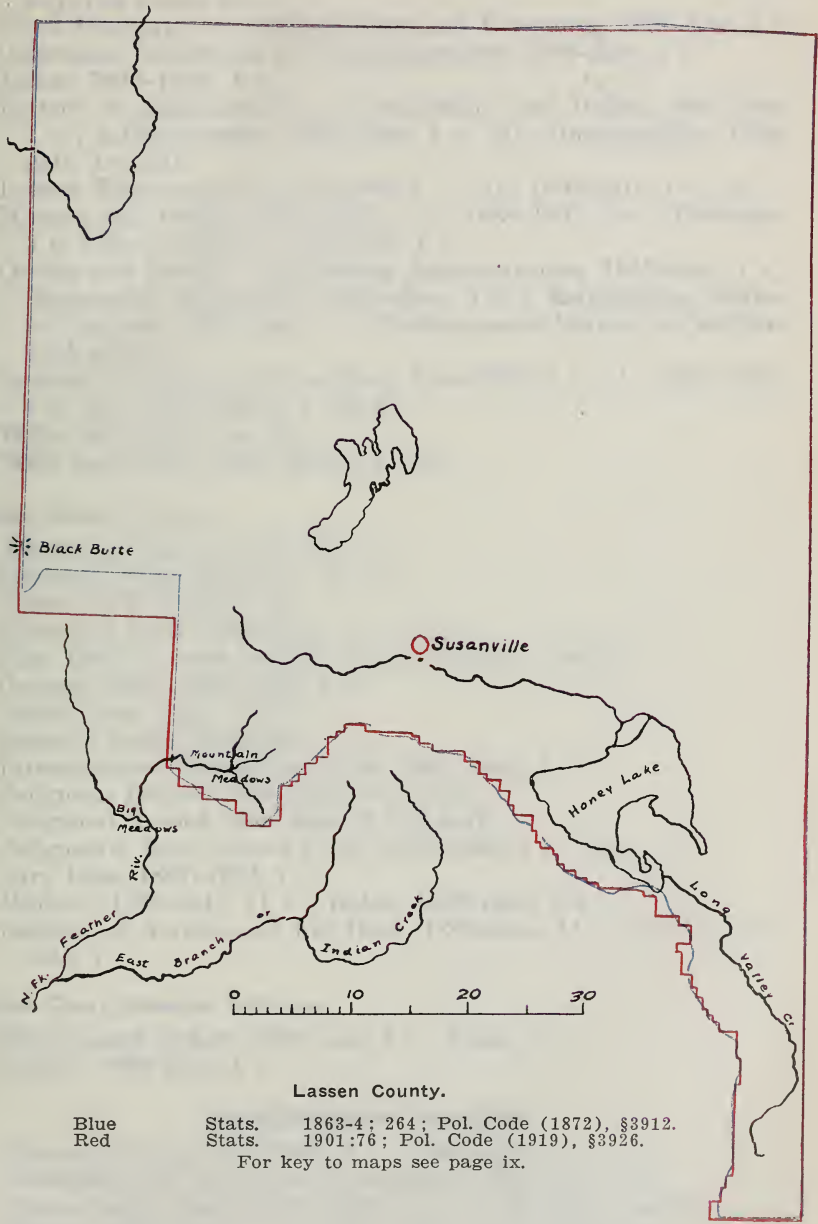 Black Butte
Susanville
Mountain
Meadows
Honey Lake
Big
Meadows
Long
Valley Cr.
Riv.
Feather
N. Fk.
East Branch or
Indian Creek
0 10 20 30
Lassen County.
Blue Stats. 1863-4; 264; Pol. Code (1872), §3912.
Red Stats. 1901:76; Pol. Code (1919), §3926.
For key to maps see page ix.